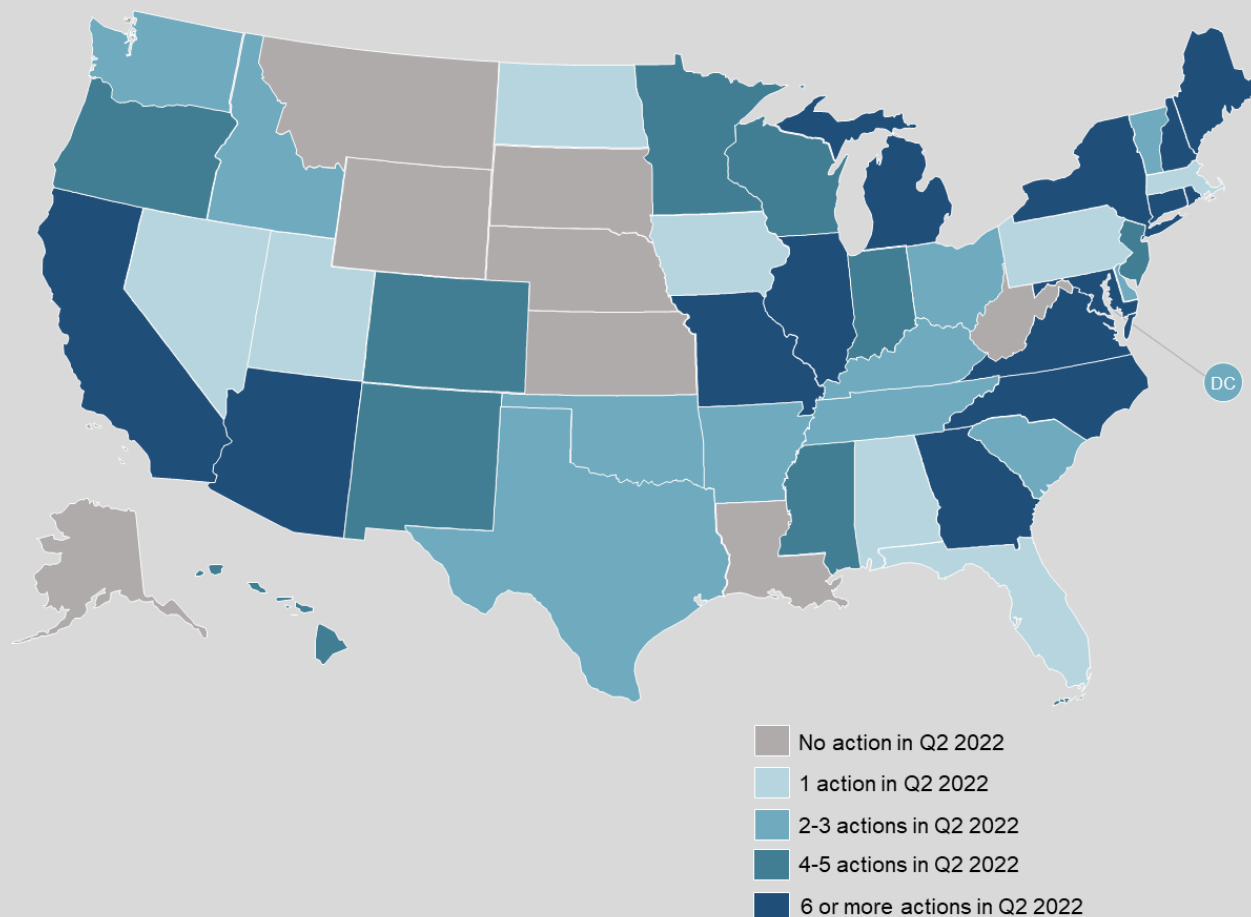 DC
No action in Q2 2022
1 action in Q2 2022
2-3 actions in Q2 2022
4-5 actions in Q2 2022
6 or more actions in Q2 2022